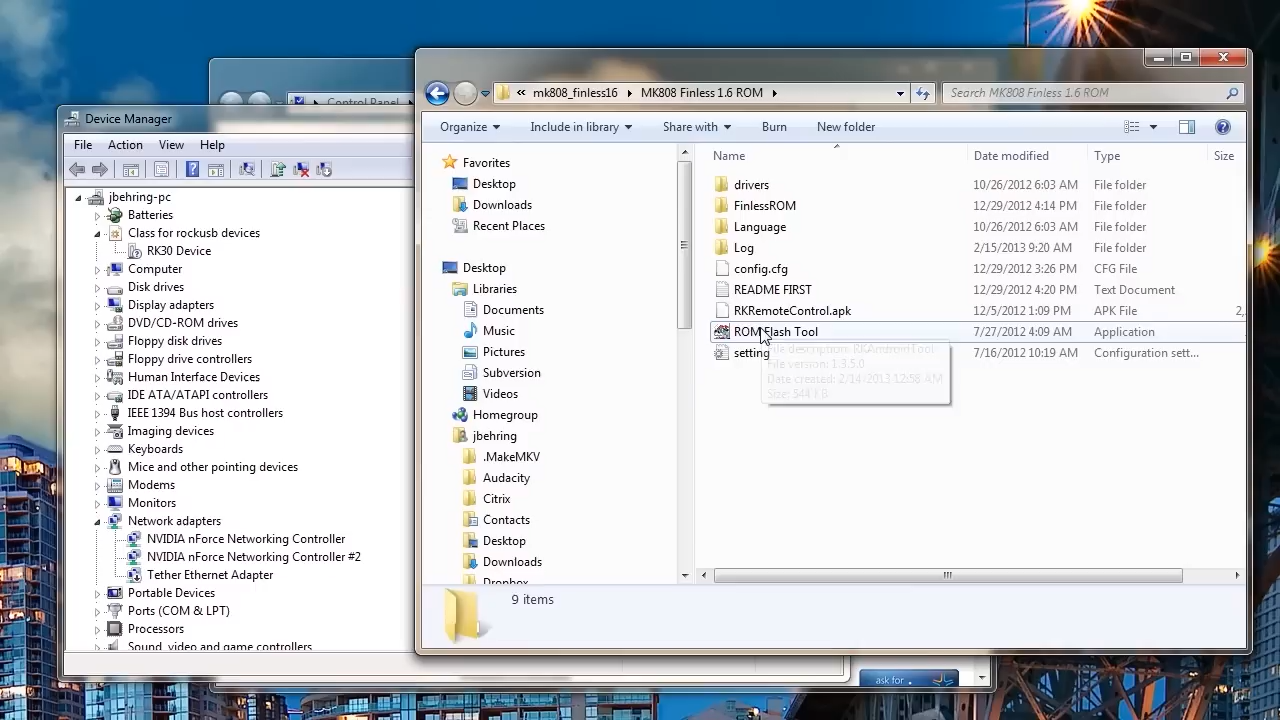 Control Panel
Device Manager
File Action View Help
jbehring-pc
Batteries
Class for rockusb devices
RK30 Device
Computer
Disk drives
Display adapters
DVD/CD-ROM drives
Floppy disk drives
Floppy drive controllers
Human Interface Devices
IDE ATA/ATAPI controllers
IEEE 1394 Bus host controllers
Imaging devices
Keyboards
Mice and other pointing devices
Modems
Monitors
Network adapters
NVIDIA nForce Networking Controller
NVIDIA nForce Networking Controller #2
Tether Ethernet Adapter
Portable Devices
Ports (COM & LPT)
Processors
Sound, video and game controllers
« mk808_finless16 MK808 Finless 1.6 ROM
Search MK808 Finless 1.6 ROM
Organize Include in library Share with Burn New folder
Favorites
Desktop
Downloads
Recent Places
Desktop
Libraries
Documents
Music
Pictures
Subversion
Videos
Homegroup
jbehring
.MakeMKV
Audacity
Citrix
Contacts
Desktop
Downloads
Dropbox
Name Date modified Type Size
drivers 10/26/2012 6:03 AM File folder
FinlessROM 12/29/2012 4:14 PM File folder
Language 10/26/2012 6:03 AM File folder
Log 2/15/2013 9:20 AM File folder
config.cfg 12/29/2012 3:26 PM CFG File
README FIRST 12/29/2012 4:20 PM Text Document
RKRemoteControl.apk 12/5/2012 1:09 PM APK File 2,
ROM Flash Tool 7/27/2012 4:09 AM Application
setting 7/16/2012 10:19 AM Configuration sett...
File description: RKAndroidTool
File version: 1.3.5.0
Date created: 2/14/2013 12:58 AM
Size: 544 KB
9 items
ask for .